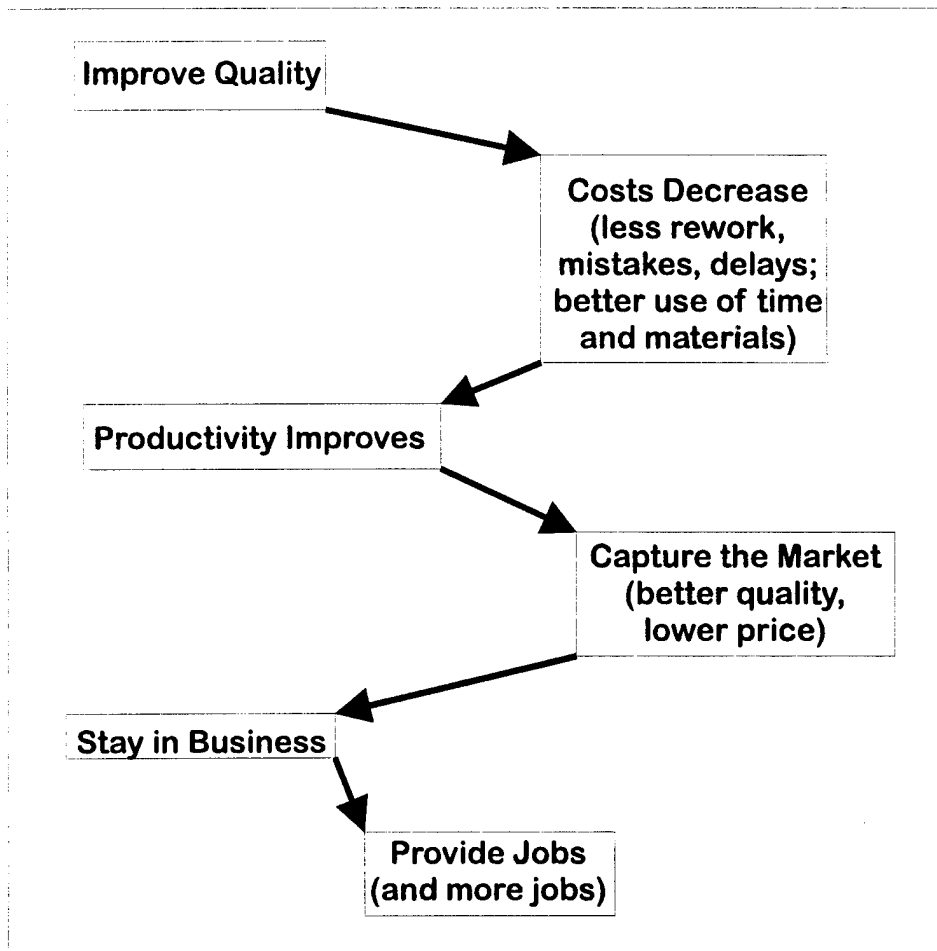 Improve Quality
Costs Decrease
(less rework,
mistakes, delays;
better use of time
and materials)
Productivity Improves
Capture the Market
(better quality,
lower price)
Stay in Business
Provide Jobs
(and more jobs)